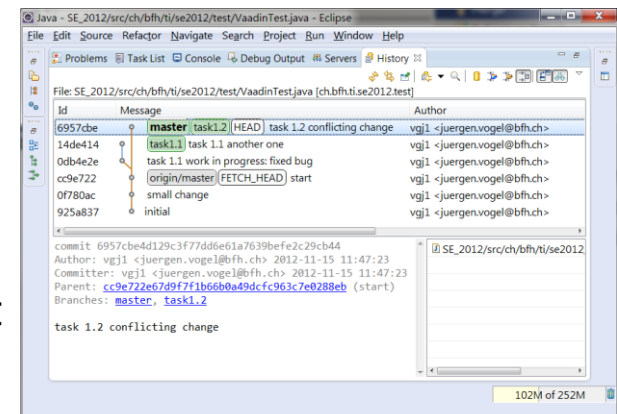 Java - SE_2012/src/bfh/ti/se2012/test/VaadinTest.java - Eclipse
File Edit Source Refactor Navigate Search Project Run Window Help
Problems Task List Console Debug Output Servers History
File: SE_2012/src/ch/bfh/ti/se2012/test/VaadinTest.java [ch.bfh.ti.se2012.test]
Id Message Author
6957cbe master task1.2 HEAD task 1.2 conflicting change vgj1 <juergen.vogel@bfh.ch>
14de414 task1.1 task 1.1 another one vgj1 <juergen.vogel@bfh.ch>
0db4e2e task 1.1 work in progress: fixed bug vgj1 <juergen.vogel@bfh.ch>
cc9e722 origin/master FETCH_HEAD start vgj1 <juergen.vogel@bfh.ch>
0f780ac small change vgj1 <juergen.vogel@bfh.ch>
925a837 initial vgj1 <juergen.vogel@bfh.ch>
commit 6957cbe4d129c3f77dd6e61a7639befe2c29cb44
Author: vgj1 <juergen.vogel@bfh.ch> 2012-11-15 11:47:23
Committer: vgj1 <juergen.vogel@bfh.ch> 2012-11-15 11:47:23
Parent: cc9e722e67d9f7f1b66b0a49dcfc963c7e0288eb (start)
Branches: master, task1.2
task 1.2 conflicting change
SE_2012/src/ch/bfh/ti/se2012
102M of 252M